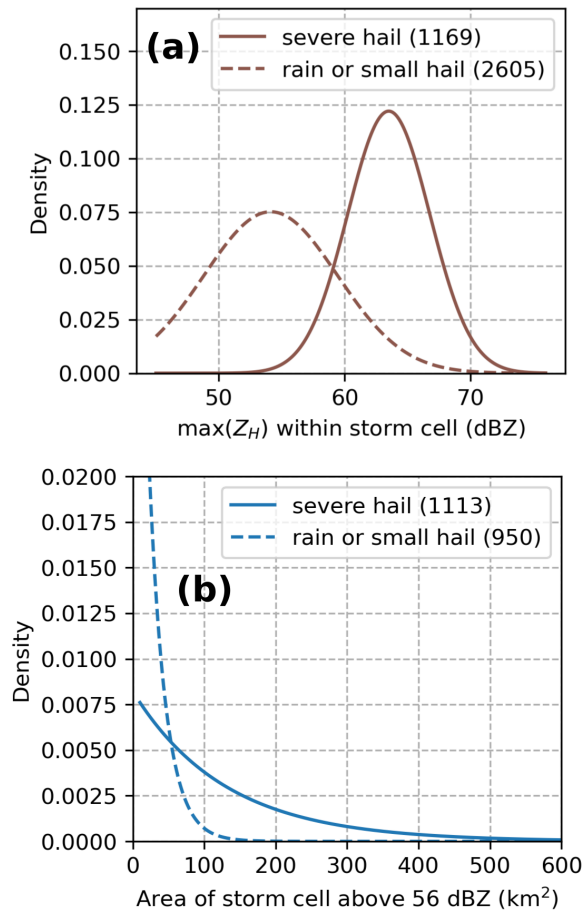 (a)
severe hail (1169)
rain or small hail (2605)
0.150
0.125
0.100
0.075
0.050
0.025
0.000
Density
50 60 70
max(Z_H) within storm cell (dBZ)
(b)
severe hail (1113)
rain or small hail (950)
0.0200
0.0175
0.0150
0.0125
0.0100
0.0075
0.0050
0.0025
0.0000
Density
0 100 200 300 400 500 600
Area of storm cell above 56 dBZ (km²)